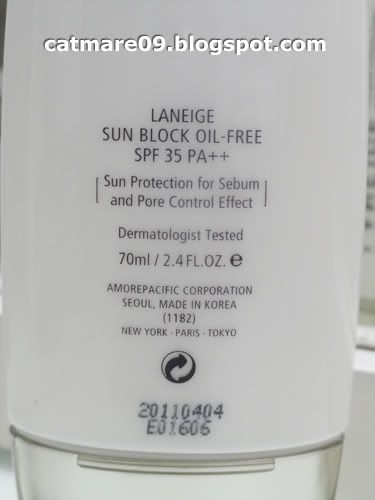 catmare09.blogspot.com
LANEIGE
SUN BLOCK OIL-FREE
SPF 35 PA++
[ Sun Protection for Sebum
and Pore Control Effect ]
Dermatologist Tested
70ml / 2.4 FL.OZ. ℮
AMOREPACIFIC CORPORATION
SEOUL, MADE IN KOREA
(1182)
NEW YORK - PARIS - TOKYO
20110404
E01606